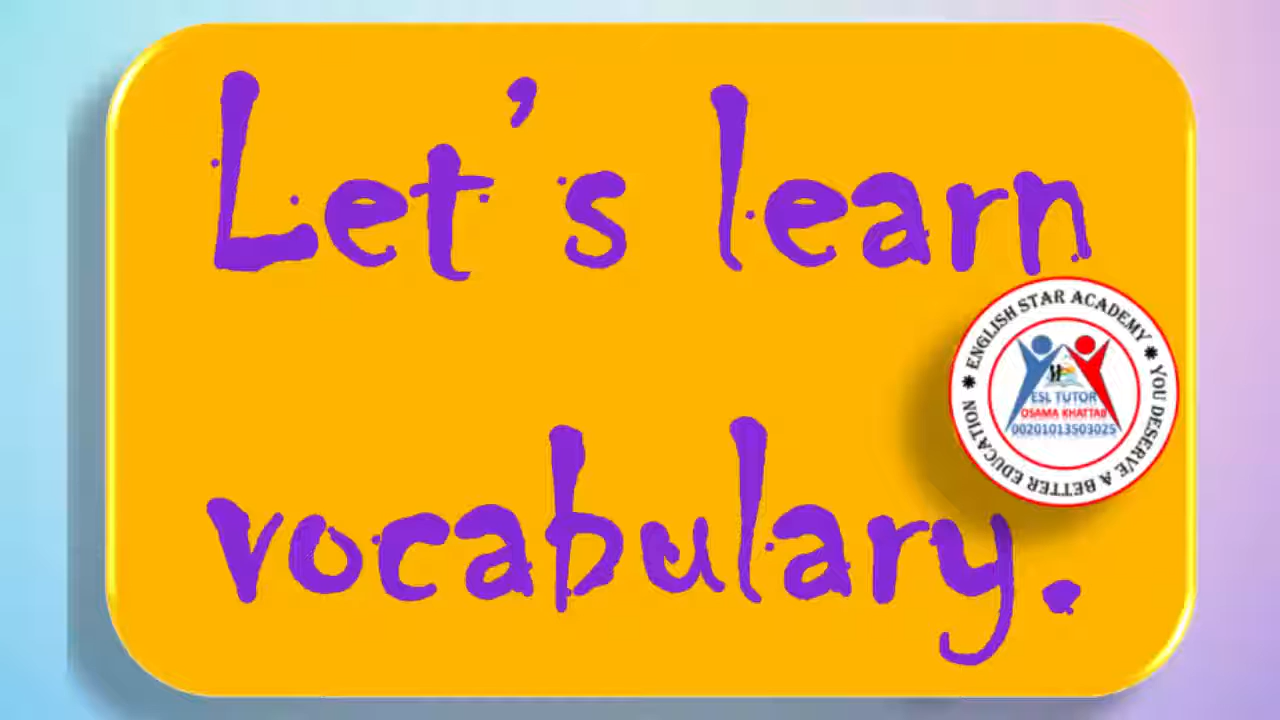 Let's learn
vocabulary.
ENGLISH STAR ACADEMY
YOU DESERVE A BETTER EDUCATION
ESL TUTOR
OSAMA KHATTAB
00201013503025